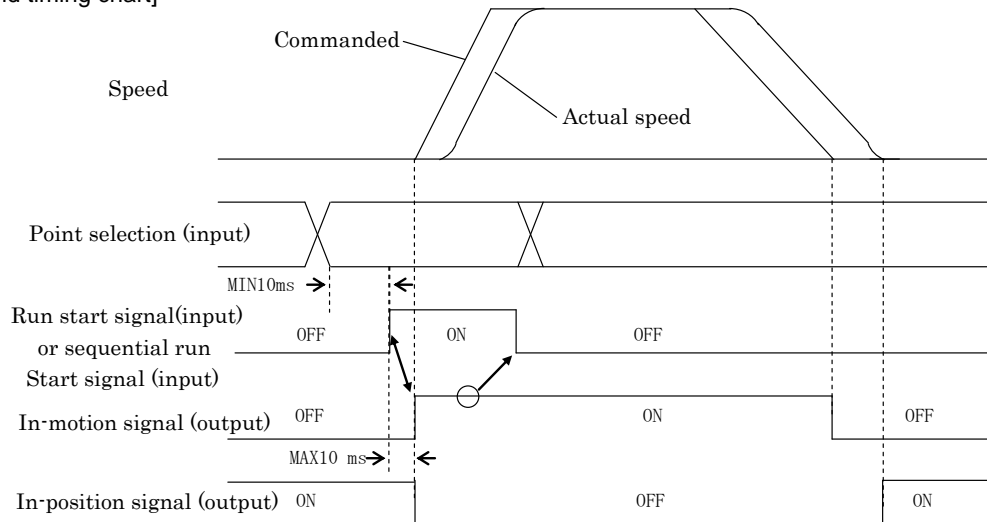 nd timing chart]
Commanded
Speed
Actual speed
Point selection (input)
MIN10ms
Run start signal(input)
or sequential run
Start signal (input)
OFF
ON
OFF
In-motion signal (output)
OFF
ON
OFF
MAX10 ms
In-position signal (output)
ON
OFF
ON